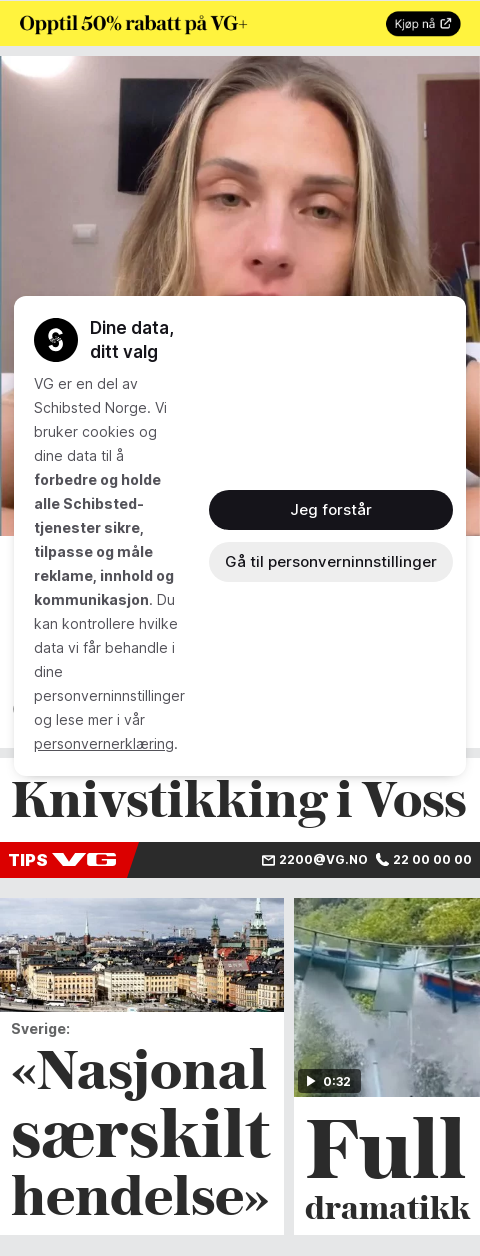 Opptil 50% rabatt på VG+
Kjøp nå
Dine data,
ditt valg
VG er en del av
Schibsted Norge. Vi
bruker cookies og
dine data til å
forbedre og holde
alle Schibsted-
tjenester sikre,
tilpasse og måle
reklame, innhold og
kommunikasjon. Du
kan kontrollere hvilke
data vi får behandle i
dine
personverninnstillinger
og lese mer i vår
personvernerklæring.
Jeg forstår
Gå til personverninnstillinger
Knivstikking i Voss
TIPS VG
2200@VG.NO
22 00 00 00
Sverige:
«Nasjonal
særskilt
hendelse»
0:32
Full
dramatikk